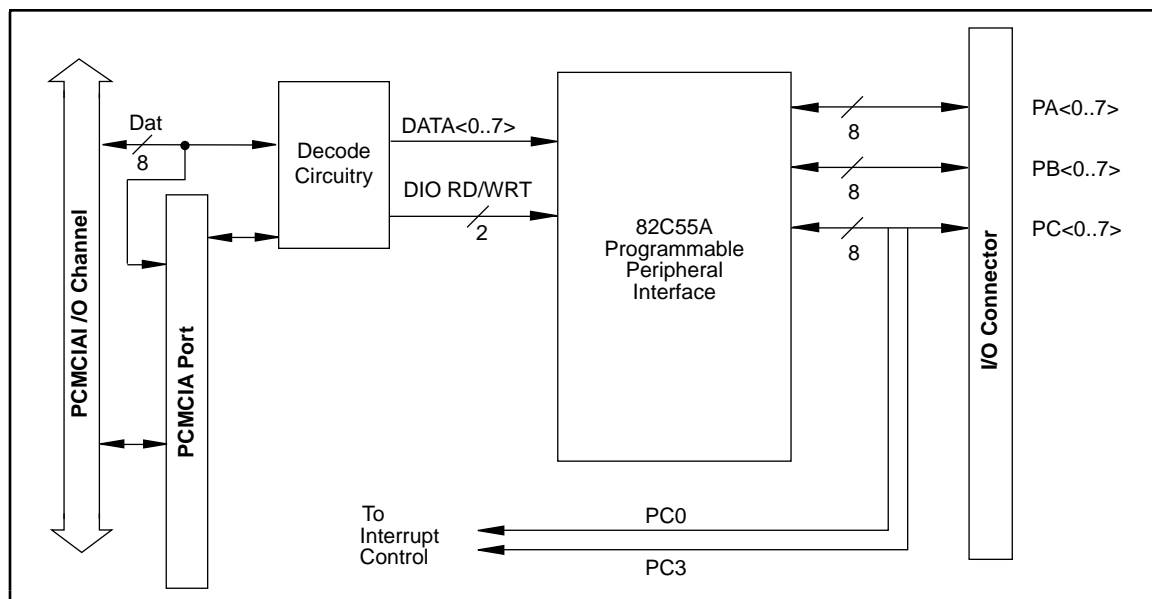 PCMCIAI /O Channel
Dat
8
PCMCIA Port
Decode
Circuitry
DATA<0..7>
DIO RD/WRT
2
82C55A
Programmable
Peripheral
Interface
8
8
8
I/O Connector
PA<0..7>
PB<0..7>
PC<0..7>
To
Interrupt
Control
PC0
PC3